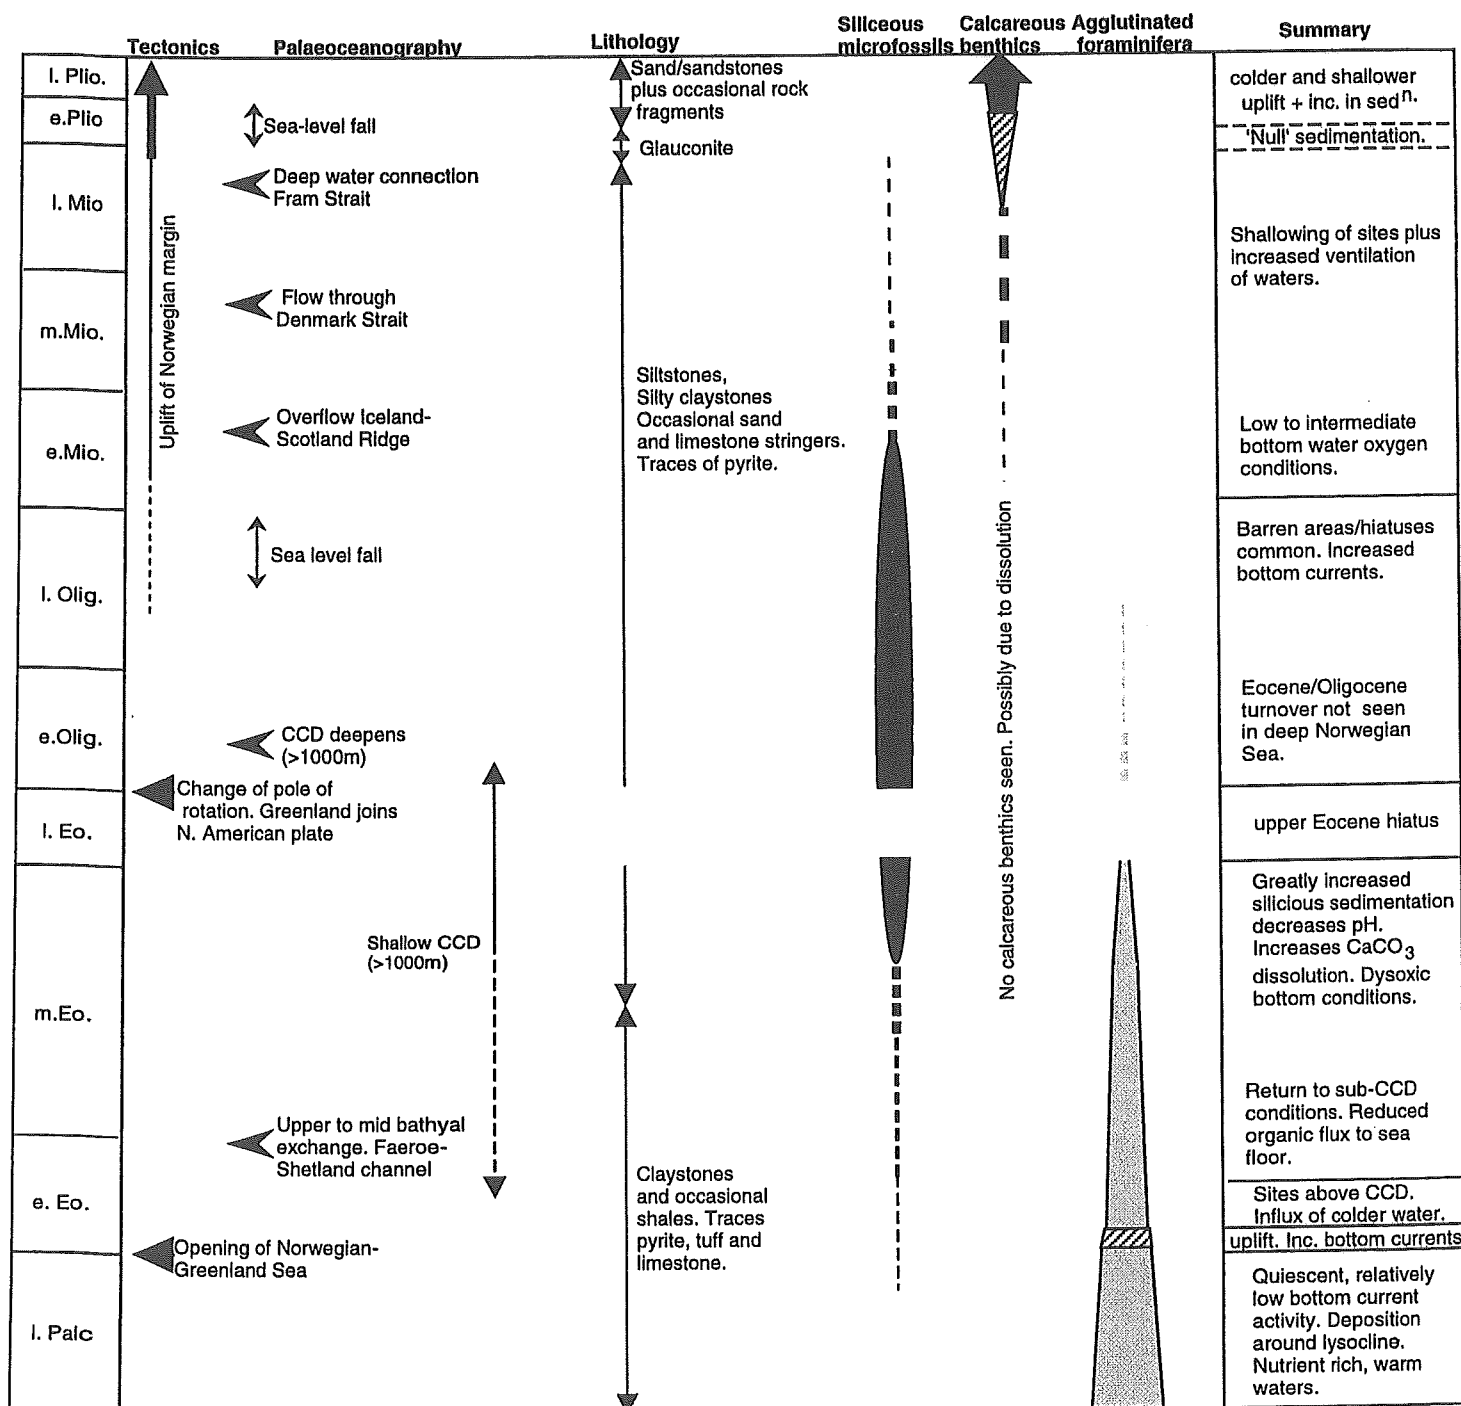 Tectonics
Palaeoceanography
Lithology
Siliceous
microfossils
Calcareous
benthics
Agglutinated
foraminifera
Summary
l. Plio.
e.Plio
l. Mio
m.Mio.
e.Mio.
l. Olig.
e.Olig.
l. Eo.
m.Eo.
e. Eo.
l. Palc
Uplift of Norwegian margin
Change of pole of
rotation. Greenland joins
N. American plate
Opening of Norwegian-
Greenland Sea
Sea-level fall
Deep water connection
Fram Strait
Flow through
Denmark Strait
Overflow Iceland-
Scotland Ridge
Sea level fall
CCD deepens
(>1000m)
Shallow CCD
(>1000m)
Upper to mid bathyal
exchange. Faeroe-
Shetland channel
Sand/sandstones
plus occasional rock
fragments
Glauconite
Siltstones,
Silty claystones
Occasional sand
and limestone stringers.
Traces of pyrite.
Claystones
and occasional
shales. Traces
pyrite, tuff and
limestone.
No calcareous benthics seen. Possibly due to dissolution
colder and shallower
uplift + inc. in sedⁿ.
'Null' sedimentation.
Shallowing of sites plus
increased ventilation
of waters.
Low to intermediate
bottom water oxygen
conditions.
Barren areas/hiatuses
common. Increased
bottom currents.
Eocene/Oligocene
turnover not seen
in deep Norwegian
Sea.
upper Eocene hiatus
Greatly increased
silicious sedimentation
decreases pH.
Increases CaCO₃
dissolution. Dysoxic
bottom conditions.
Return to sub-CCD
conditions. Reduced
organic flux to sea
floor.
Sites above CCD.
Influx of colder water.
uplift. Inc. bottom currents
Quiescent, relatively
low bottom current
activity. Deposition
around lysocline.
Nutrient rich, warm
waters.